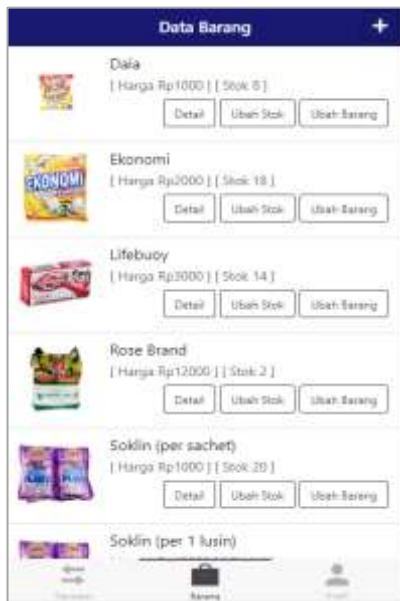 Data Barang +
Daia
[ Harga Rp1000 ] [ Stok 8 ]
Detail Ubah Stok Ubah Barang
Ekonomi
[ Harga Rp2000 ] [ Stok 18 ]
EKONOMI
Detail Ubah Stok Ubah Barang
Lifebuoy
[ Harga Rp3000 ] [ Stok 14 ]
Detail Ubah Stok Ubah Barang
Rose Brand
[ Harga Rp12000 ] [ Stok 2 ]
Detail Ubah Stok Ubah Barang
Soklin (per sachet)
[ Harga Rp1000 ] [ Stok 20 ]
Detail Ubah Stok Ubah Barang
Soklin (per 1 lusin)
Barang